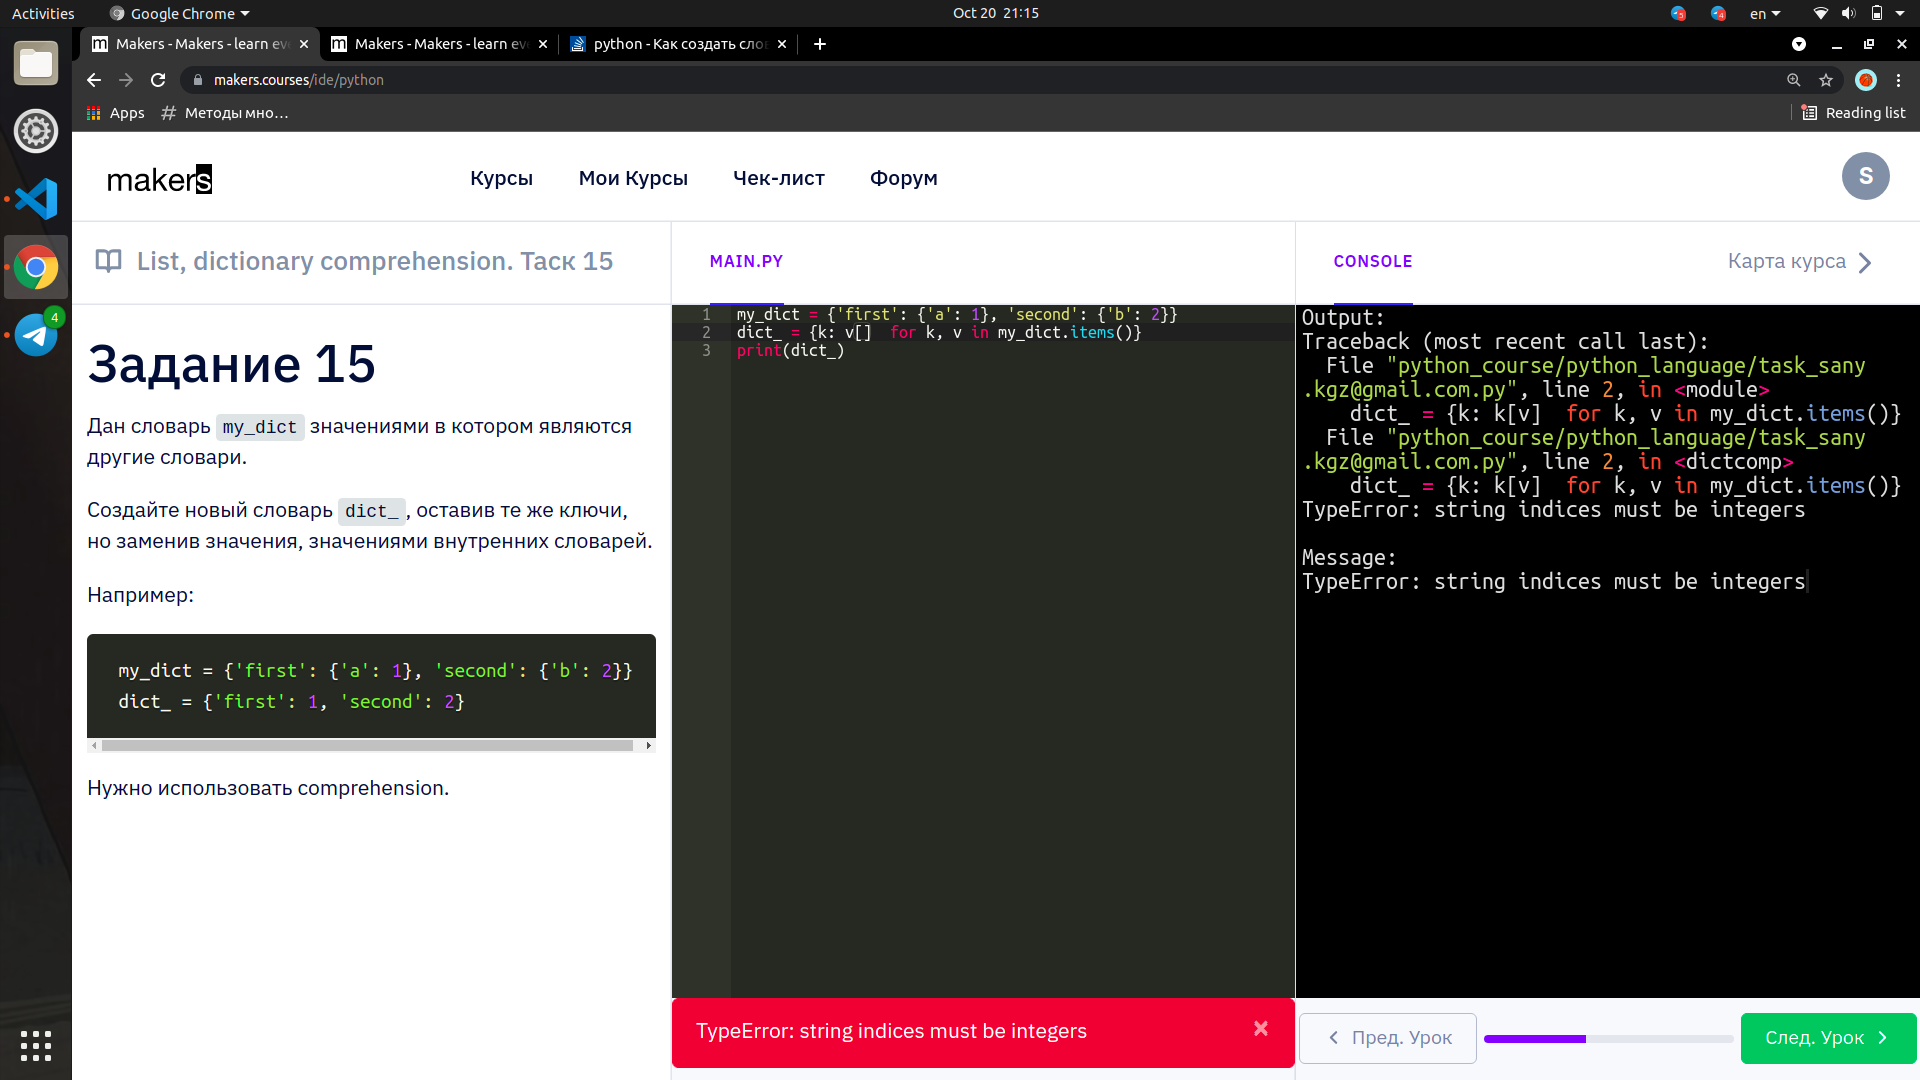 Activities
Google Chrome
Oct 20 21:15
en
Makers - Makers - learn eve
Makers - Makers - learn eve
python - Как создать слов
makers.courses/ide/python
Apps
Методы мно…
Reading list
makers
Курсы
Мои Курсы
Чек-лист
Форум
S
4
List, dictionary comprehension. Таск 15
MAIN.PY
CONSOLE
Карта курса
Задание 15
Дан словарь my_dict значениями в котором являются
другие словари.
Создайте новый словарь dict_ , оставив те же ключи,
но заменив значения, значениями внутренних словарей.
Например:
my_dict = {'first': {'a': 1}, 'second': {'b': 2}}
dict_ = {'first': 1, 'second': 2}
Нужно использовать comprehension.
1 my_dict = {'first': {'a': 1}, 'second': {'b': 2}}
2 dict_ = {k: v[]  for k, v in my_dict.items()}
3 print(dict_)
Output:
Traceback (most recent call last):
  File "python_course/python_language/task_sany
.kgz@gmail.com.py", line 2, in <module>
    dict_ = {k: k[v]  for k, v in my_dict.items()}
  File "python_course/python_language/task_sany
.kgz@gmail.com.py", line 2, in <dictcomp>
    dict_ = {k: k[v]  for k, v in my_dict.items()}
TypeError: string indices must be integers
Message:
TypeError: string indices must be integers
TypeError: string indices must be integers
Пред. Урок
След. Урок